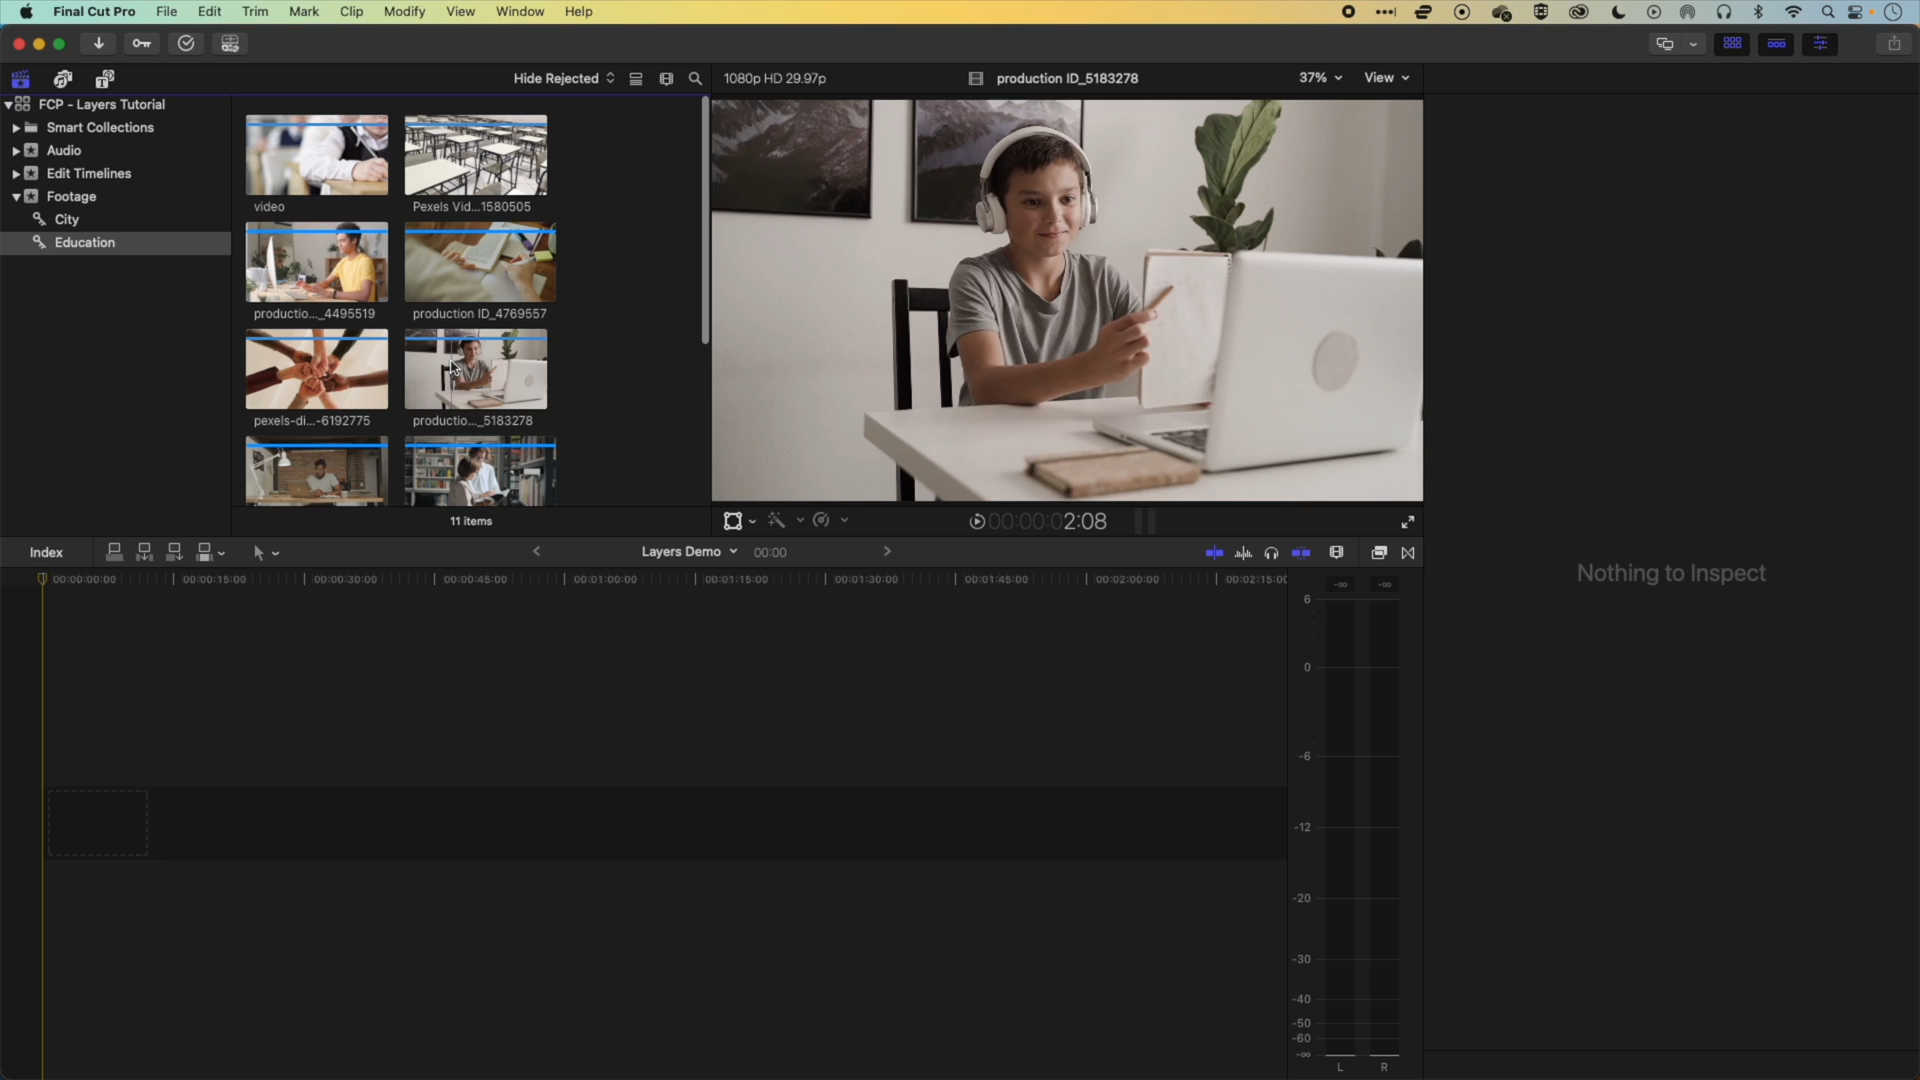 Final Cut Pro File Edit Trim Mark Clip Modify View Window Help
Hide Rejected
1080p HD 29.97p production ID_5183278 37% View
FCP - Layers Tutorial
Smart Collections
Audio
Edit Timelines
Footage
City
Education
video Pexels Vid...1580505
productio..._4495519 production ID_4769557
pexels-di...-6192775 productio..._5183278
11 items
00:00:02:08
Index Layers Demo 00:00
00:00:00:00 00:00:15:00 00:00:30:00 00:00:45:00 00:01:00:00 00:01:15:00 00:01:30:00 00:01:45:00 00:02:00:00 00:02:15:00
-∞ -∞
6
0
-6
-12
-20
-30
-40
-50
-60
-∞
L R
Nothing to Inspect